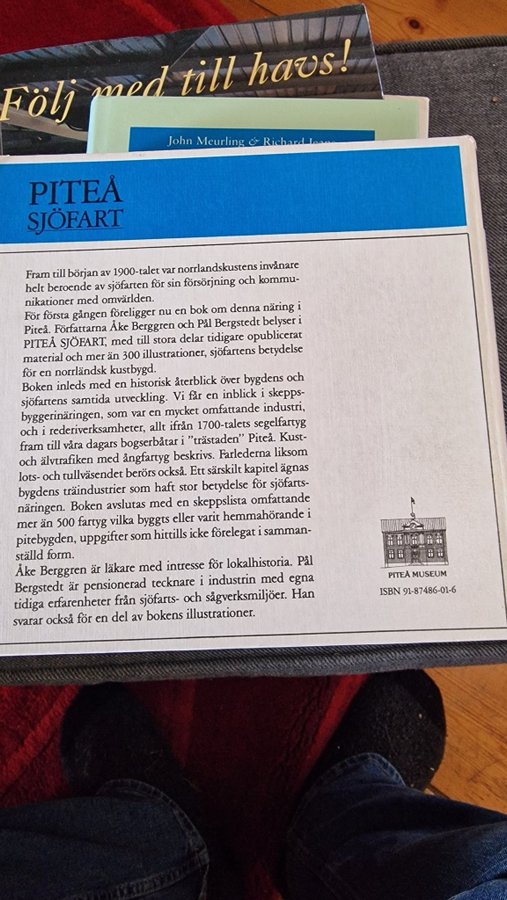 Följ med till havs!
John Meurling & Richard
PITEÅ
SJÖFART
Fram till början av 1900-talet var norrlandskustens invånare
helt beroende av sjöfarten för sin försörjning och kommu-
nikationer med omvärlden.
För första gången föreligger nu en bok om denna näring i
Piteå. Författarna Åke Berggren och Pål Bergstedt belyser i
PITEÅ SJÖFART, med till stora delar tidigare opublicerat
material och mer än 300 illustrationer, sjöfartens betydelse
för en norrländsk kustbygd.
Boken inleds med en historisk återblick över bygdens och
sjöfartens samtida utveckling. Vi får en inblick i skepps-
byggerinäringen, som var en mycket omfattande industri,
och i rederiverksamheter, allt ifrån 1700-talets segelfartyg
fram till våra dagars bogserbåtar i "trästaden" Piteå. Kust-
och älvtrafiken med ångfartyg beskrivs. Farlederna liksom
lots- och tullväsendet berörs också. Ett särskilt kapitel ägnas
bygdens träindustrier som haft stor betydelse för sjöfarts-
näringen. Boken avslutas med en skeppslista omfattande
mer än 500 fartyg vilka byggts eller varit hemmahörande i
pitebygden, uppgifter som hittills icke förelegat i samman-
ställd form.
Åke Berggren är läkare med intresse för lokalhistoria. Pål
Bergstedt är pensionerad tecknare i industrin med egna
tidiga erfarenheter från sjöfarts- och sågverksmiljöer. Han
svarar också för en del av bokens illustrationer.
PITEÅ MUSEUM
ISBN 91-87486-01-6